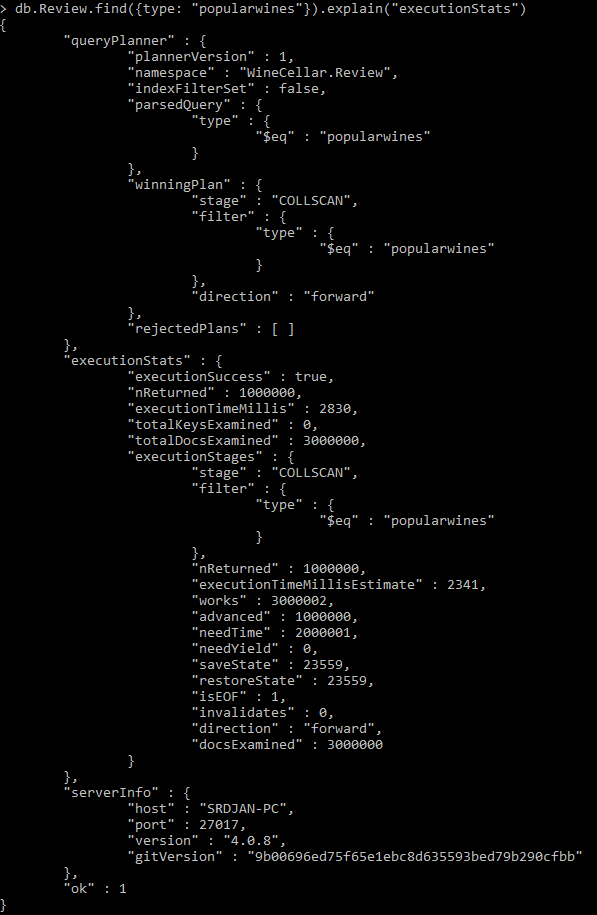 > db.Review.find({type: "popularwines"}).explain("executionStats")
{
        "queryPlanner" : {
                "plannerVersion" : 1,
                "namespace" : "WineCellar.Review",
                "indexFilterSet" : false,
                "parsedQuery" : {
                        "type" : {
                                "$eq" : "popularwines"
                        }
                },
                "winningPlan" : {
                        "stage" : "COLLSCAN",
                        "filter" : {
                                "type" : {
                                        "$eq" : "popularwines"
                                }
                        },
                        "direction" : "forward"
                },
                "rejectedPlans" : [ ]
        },
        "executionStats" : {
                "executionSuccess" : true,
                "nReturned" : 1000000,
                "executionTimeMillis" : 2830,
                "totalKeysExamined" : 0,
                "totalDocsExamined" : 3000000,
                "executionStages" : {
                        "stage" : "COLLSCAN",
                        "filter" : {
                                "type" : {
                                        "$eq" : "popularwines"
                                }
                        },
                        "nReturned" : 1000000,
                        "executionTimeMillisEstimate" : 2341,
                        "works" : 3000002,
                        "advanced" : 1000000,
                        "needTime" : 2000001,
                        "needYield" : 0,
                        "saveState" : 23559,
                        "restoreState" : 23559,
                        "isEOF" : 1,
                        "invalidates" : 0,
                        "direction" : "forward",
                        "docsExamined" : 3000000
                }
        },
        "serverInfo" : {
                "host" : "SRDJAN-PC",
                "port" : 27017,
                "version" : "4.0.8",
                "gitVersion" : "9b00696ed75f65e1ebc8d635593bed79b290cfbb"
        },
        "ok" : 1
}